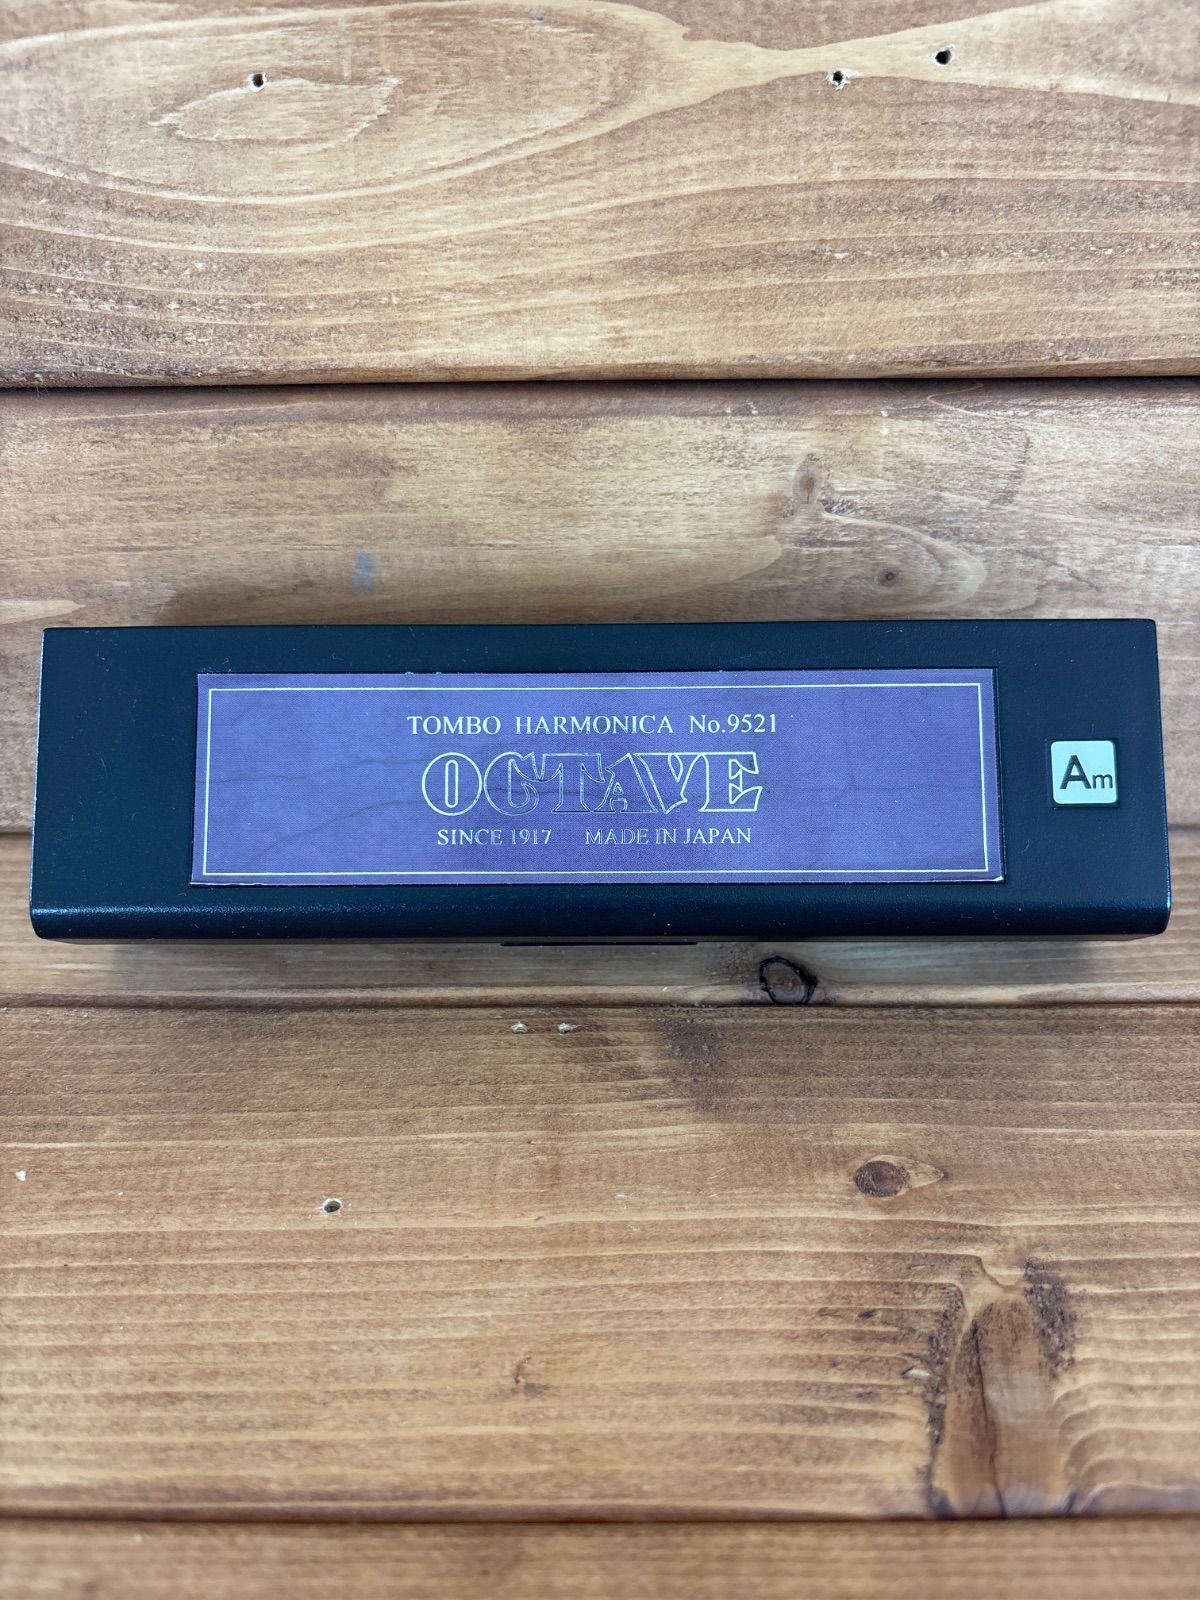 TOMBO HARMONICA No.9521
OCTAVE
SINCE 1917 MADE IN JAPAN
Am